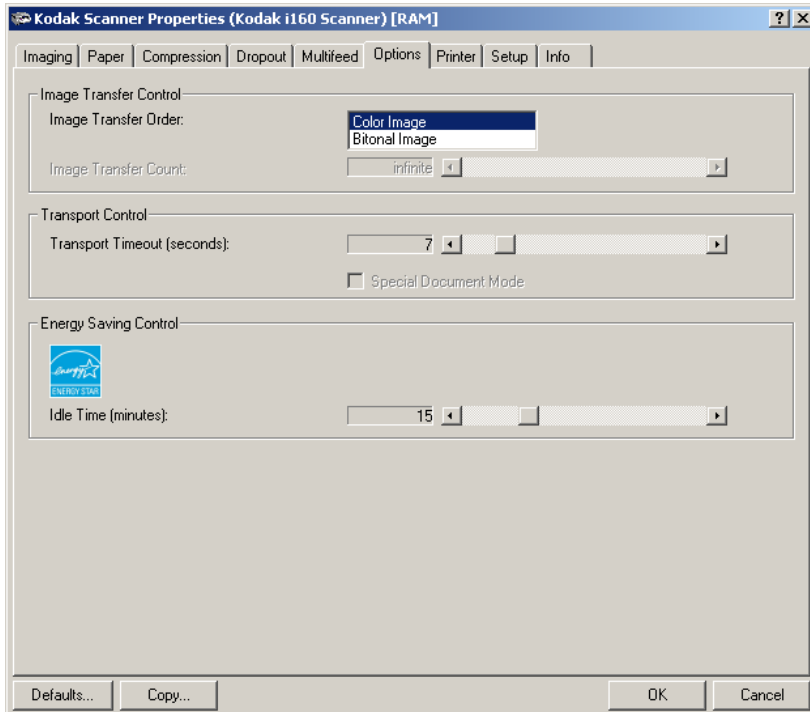 Kodak Scanner Properties (Kodak i160 Scanner) [RAM]
Imaging Paper Compression Dropout Multifeed Options Printer Setup Info
Image Transfer Control
Image Transfer Order:
Color Image
Bitonal Image
Image Transfer Count: infinite
Transport Control
Transport Timeout (seconds): 7
Special Document Mode
Energy Saving Control
energy
ENERGY STAR
Idle Time (minutes): 15
Defaults... Copy... OK Cancel